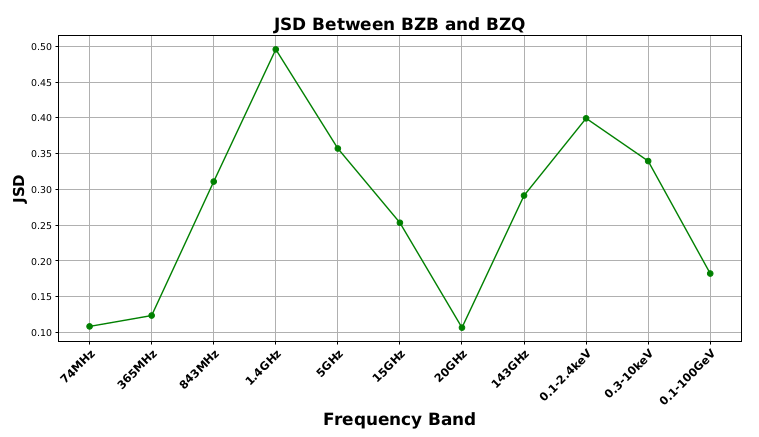 JSD Between BZB and BZQ
JSD
0.50
0.45
0.40
0.35
0.30
0.25
0.20
0.15
0.10
74MHz
365MHz
843MHz
1.4GHz
5GHz
15GHz
20GHz
143GHz
0.1-2.4keV
0.3-10keV
0.1-100GeV
Frequency Band